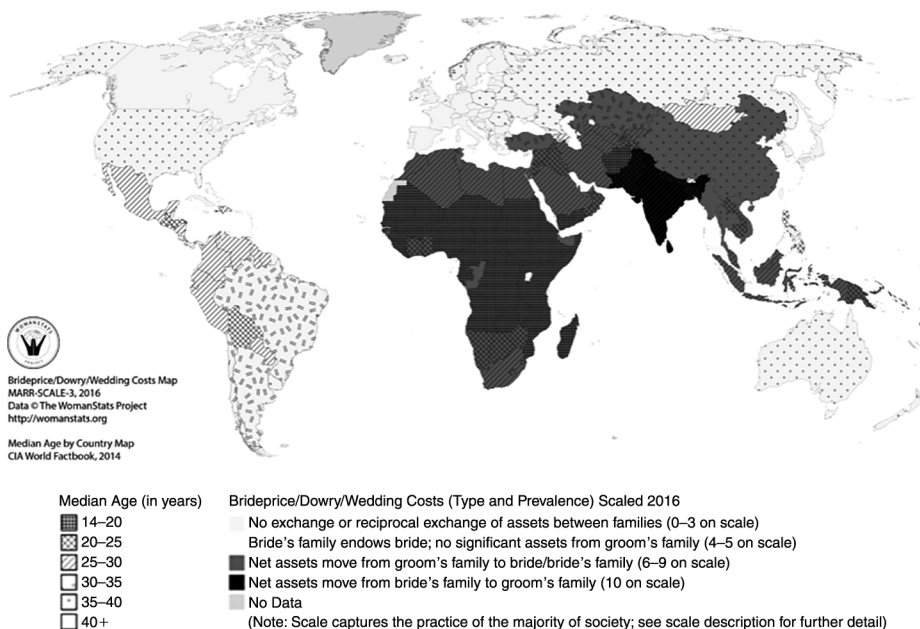 WOMANSTATS
PROJECT
Brideprice/Dowry/Wedding Costs Map
MARR-SCALE-3, 2016
Data © The WomanStats Project
http://womanstats.org
Median Age by Country Map
CIA World Factbook, 2014
Median Age (in years)
14–20
20–25
25–30
30–35
35–40
40+
Brideprice/Dowry/Wedding Costs (Type and Prevalence) Scaled 2016
No exchange or reciprocal exchange of assets between families (0–3 on scale)
Bride's family endows bride; no significant assets from groom's family (4–5 on scale)
Net assets move from groom's family to bride/bride's family (6–9 on scale)
Net assets move from bride's family to groom's family (10 on scale)
No Data
(Note: Scale captures the practice of the majority of society; see scale description for further detail)